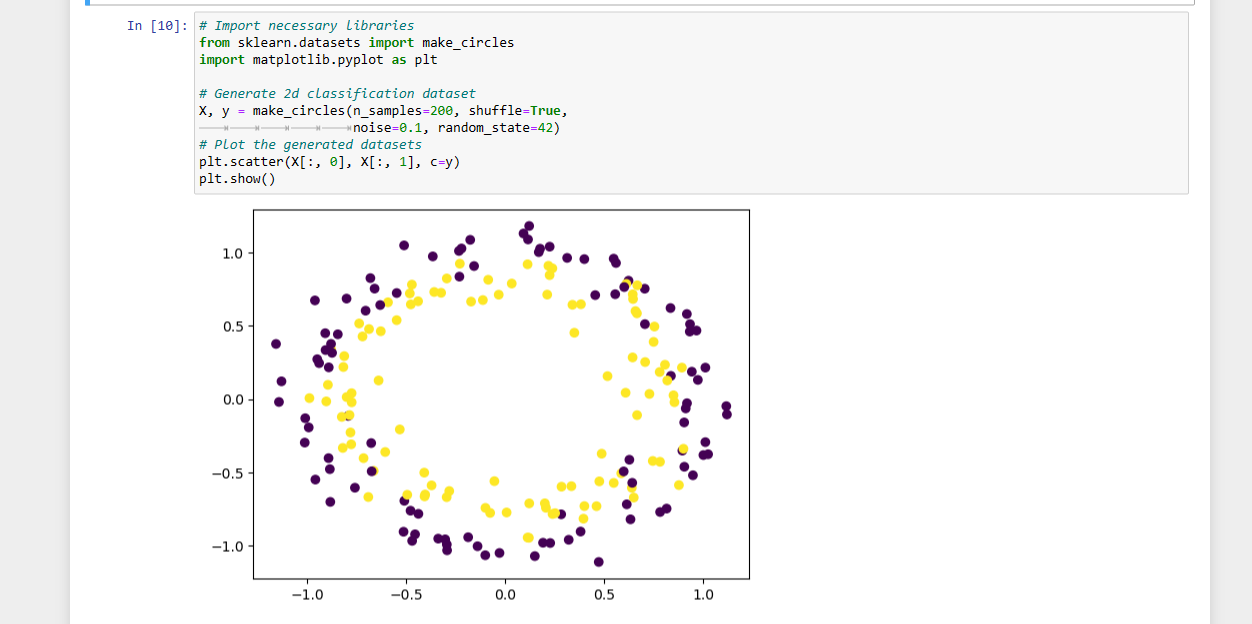 In [10]:
# Import necessary libraries
from sklearn.datasets import make_circles
import matplotlib.pyplot as plt
# Generate 2d classification dataset
X, y = make_circles(n_samples=200, shuffle=True,
noise=0.1, random_state=42)
# Plot the generated datasets
plt.scatter(X[:, 0], X[:, 1], c=y)
plt.show()
1.0
0.5
0.0
−0.5
−1.0
−1.0 −0.5 0.0 0.5 1.0